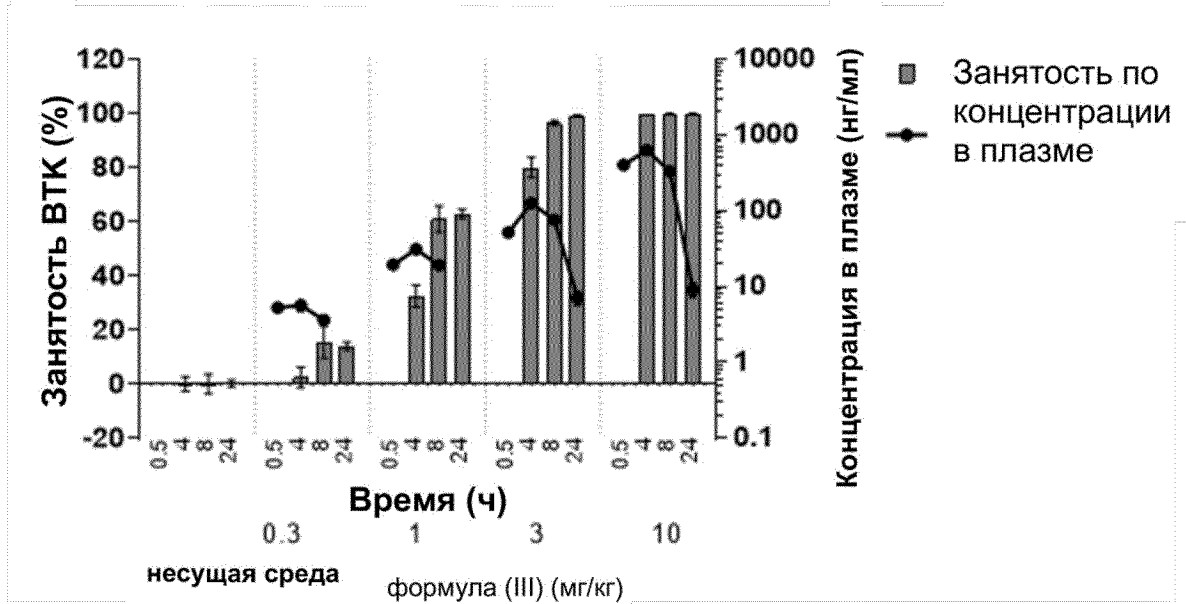 Занятость BTK (%)
120
100
80
60
40
20
0
-20
10000
1000
100
10
1
0.1
Концентрация в плазме (нг/мл)
Занятость по
концентрации
в плазме
0.5 4 8 24 0.5 4 8 24 0.5 4 8 24 0.5 4 8 24 0.5 4 8 24
Время (ч)
0.3 1 3 10
несущая среда
формула (III) (мг/кг)